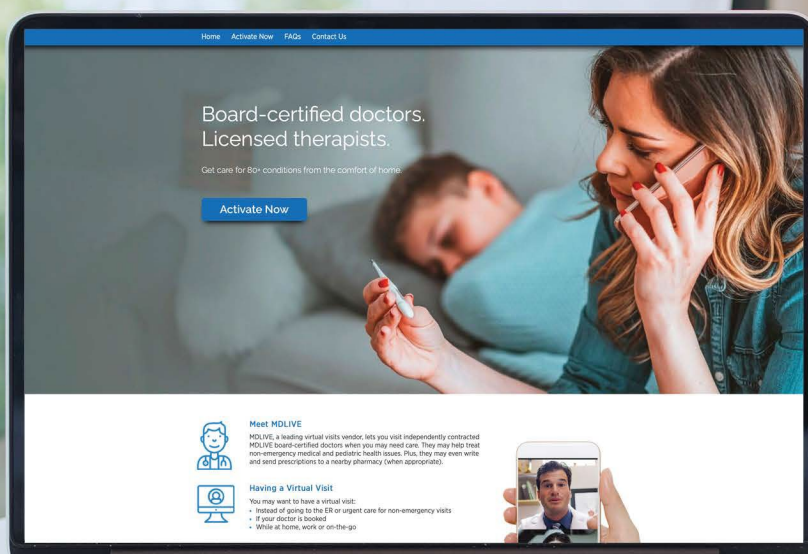 Home Activate Now FAQs Contact Us
Board-certified doctors.
Licensed therapists.
Get care for 80+ conditions from the comfort of home.
Activate Now
Meet MDLIVE
MDLIVE, a leading virtual visits vendor, lets you visit independently contracted
MDLIVE board-certified doctors when you may need care. They may help treat
non-emergency medical and pediatric health issues. Plus, they may even write
and send prescriptions to a nearby pharmacy (when appropriate).
Having a Virtual Visit
You may want to have a virtual visit:
• Instead of going to the ER or urgent care for non-emergency visits
• If your doctor is booked
• While at home, work or on-the-go